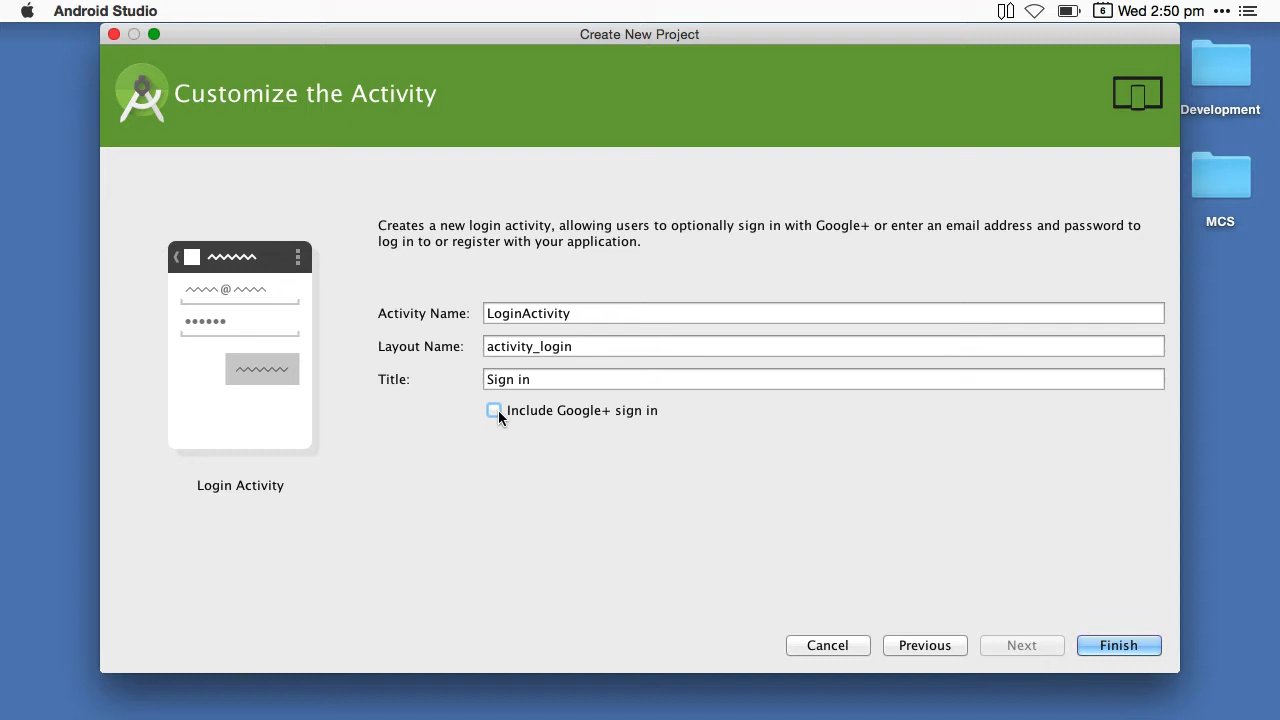 Android Studio
6
Wed 2:50 pm
Create New Project
Customize the Activity
Development
MCS
Creates a new login activity, allowing users to optionally sign in with Google+ or enter an email address and password to
log in to or register with your application.
@
Activity Name: LoginActivity
Layout Name: activity_login
Title: Sign in
Include Google+ sign in
Login Activity
Cancel
Previous
Next
Finish